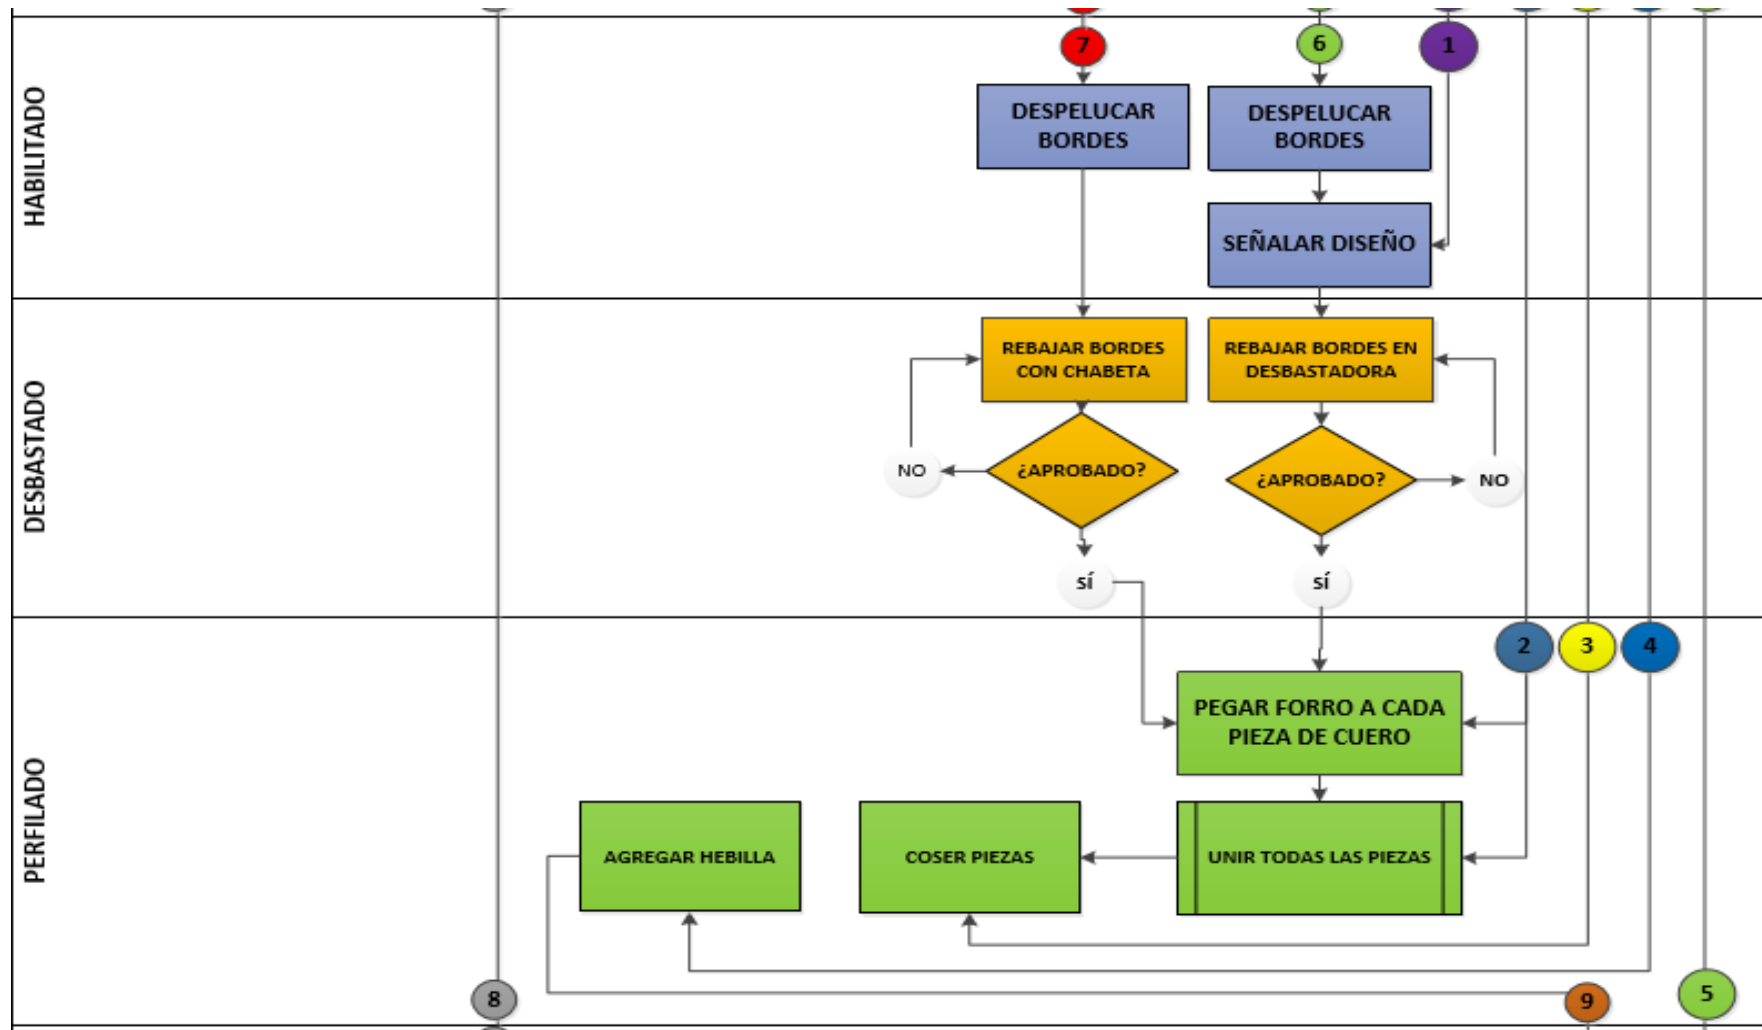 HABILITADO
7
6
1
DESPELUCAR
BORDES
DESPELUCAR
BORDES
SEÑALAR DISEÑO
DESBASTADO
REBAJAR BORDES
CON CHABETA
REBAJAR BORDES EN
DESBASTADORA
NO
¿APROBADO?
¿APROBADO?
NO
SÍ
SÍ
PERFILADO
2
3
4
PEGAR FORRO A CADA
PIEZA DE CUERO
AGREGAR HEBILLA
COSER PIEZAS
UNIR TODAS LAS PIEZAS
8
9
5